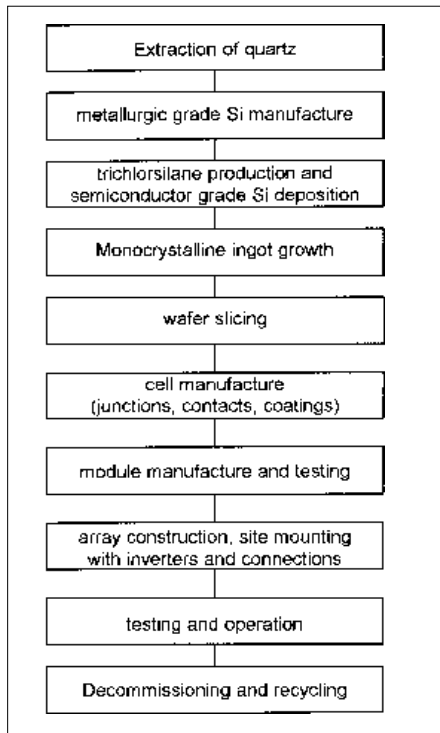 Extraction of quartz
metallurgic grade Si manufacture
trichlorsilane production and
semiconductor grade Si deposition
Monocrystalline ingot growth
wafer slicing
cell manufacture
(junctions, contacts, coatings)
module manufacture and testing
array construction, site mounting
with inverters and connections
testing and operation
Decommissioning and recycling